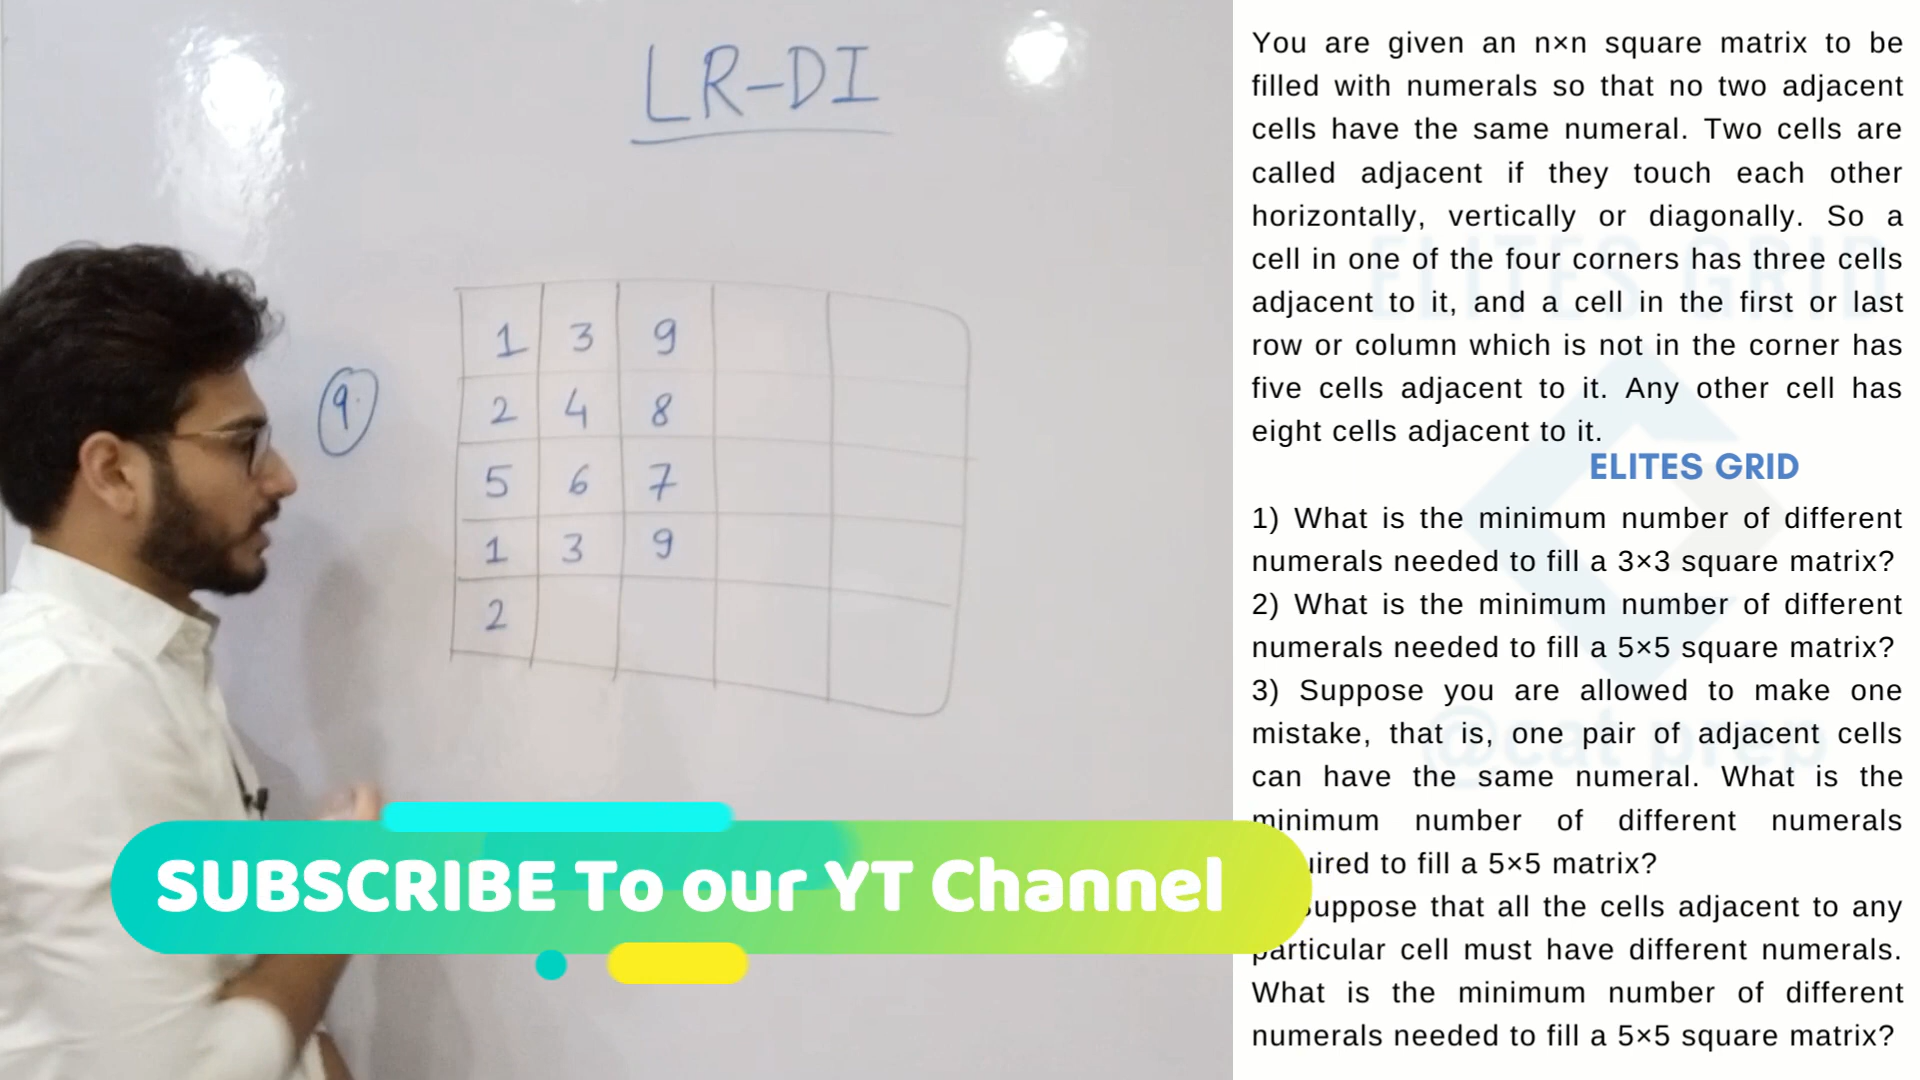 LR-DI
9.
1 3 9
2 4 8
5 6 7
1 3 9
2
You are given an n×n square matrix to be
filled with numerals so that no two adjacent
cells have the same numeral. Two cells are
called adjacent if they touch each other
horizontally, vertically or diagonally. So a
cell in one of the four corners has three cells
adjacent to it, and a cell in the first or last
row or column which is not in the corner has
five cells adjacent to it. Any other cell has
eight cells adjacent to it.
ELITES GRID
ELITES GRID
1) What is the minimum number of different
numerals needed to fill a 3×3 square matrix?
2) What is the minimum number of different
numerals needed to fill a 5×5 square matrix?
3) Suppose you are allowed to make one
mistake, that is, one pair of adjacent cells
can have the same numeral. What is the
minimum number of different numerals
uired to fill a 5×5 matrix?
uppose that all the cells adjacent to any
particular cell must have different numerals.
What is the minimum number of different
numerals needed to fill a 5×5 square matrix?
@cat prep
SUBSCRIBE To our YT Channel